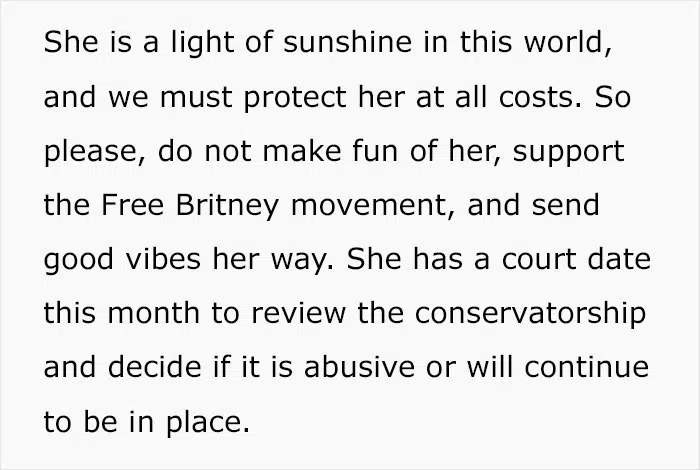 She is a light of sunshine in this world,
and we must protect her at all costs. So
please, do not make fun of her, support
the Free Britney movement, and send
good vibes her way. She has a court date
this month to review the conservatorship
and decide if it is abusive or will continue
to be in place.